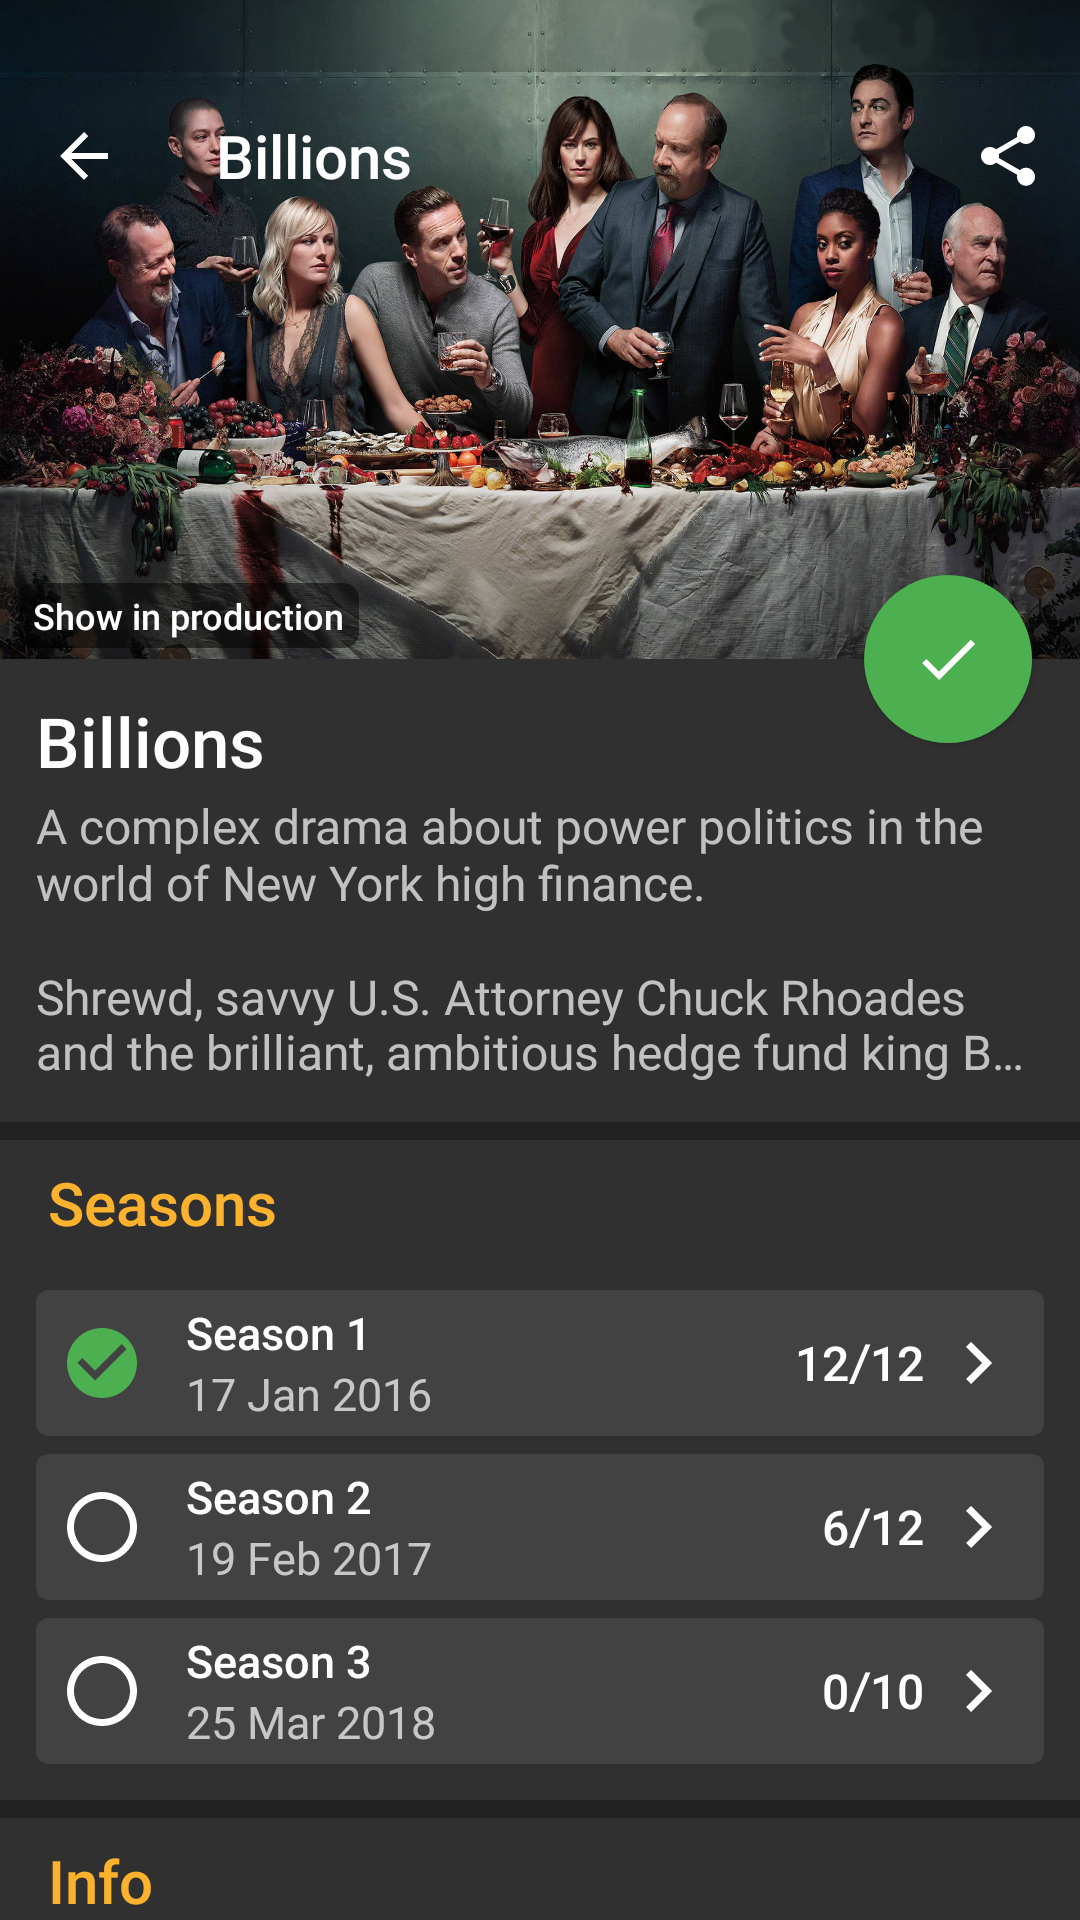 Billions
Show in production
Billions
A complex drama about power politics in the
world of New York high finance.
Shrewd, savvy U.S. Attorney Chuck Rhoades
and the brilliant, ambitious hedge fund king B...
Seasons
Season 1
17 Jan 2016
12/12
Season 2
19 Feb 2017
6/12
Season 3
25 Mar 2018
0/10
Info